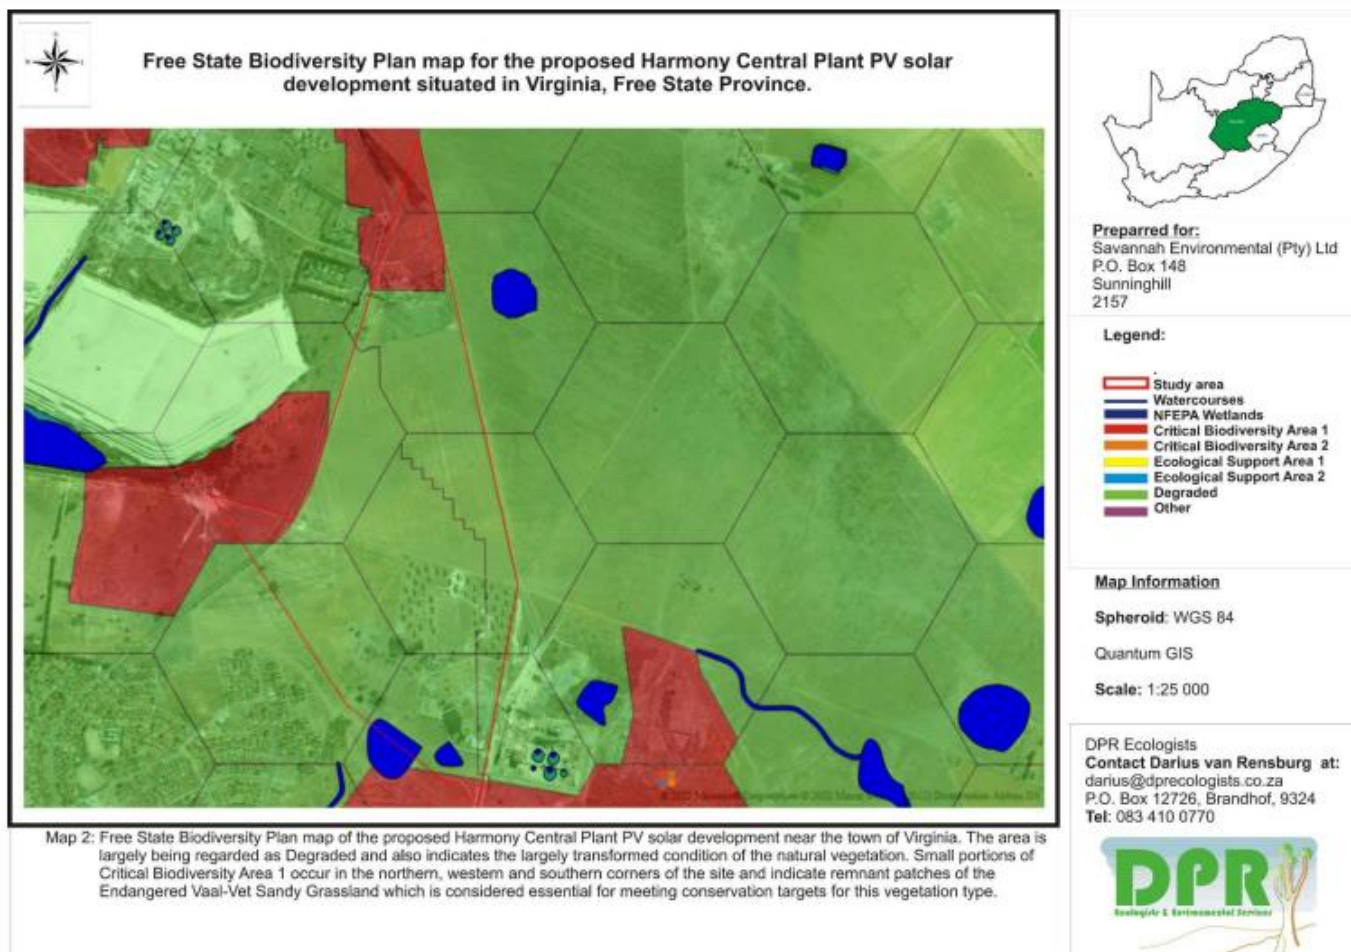 Free State Biodiversity Plan map for the proposed Harmony Central Plant PV solar
development situated in Virginia, Free State Province.
Preparred for:
Savannah Environmental (Pty) Ltd
P.O. Box 148
Sunninghill
2157
Legend:
Study area
Watercourses
NFEPA Wetlands
Critical Biodiversity Area 1
Critical Biodiversity Area 2
Ecological Support Area 1
Ecological Support Area 2
Degraded
Other
Map Information
Spheroid: WGS 84
Quantum GIS
Scale: 1:25 000
DPR Ecologists
Contact Darius van Rensburg at:
darius@dprecologists.co.za
P.O. Box 12726, Brandhof, 9324
Tel: 083 410 0770
DPR
Ecologists & Environmental Services
Map 2: Free State Biodiversity Plan map of the proposed Harmony Central Plant PV solar development near the town of Virginia. The area is
largely being regarded as Degraded and also indicates the largely transformed condition of the natural vegetation. Small portions of
Critical Biodiversity Area 1 occur in the northern, western and southern corners of the site and indicate remnant patches of the
Endangered Vaal-Vet Sandy Grassland which is considered essential for meeting conservation targets for this vegetation type.